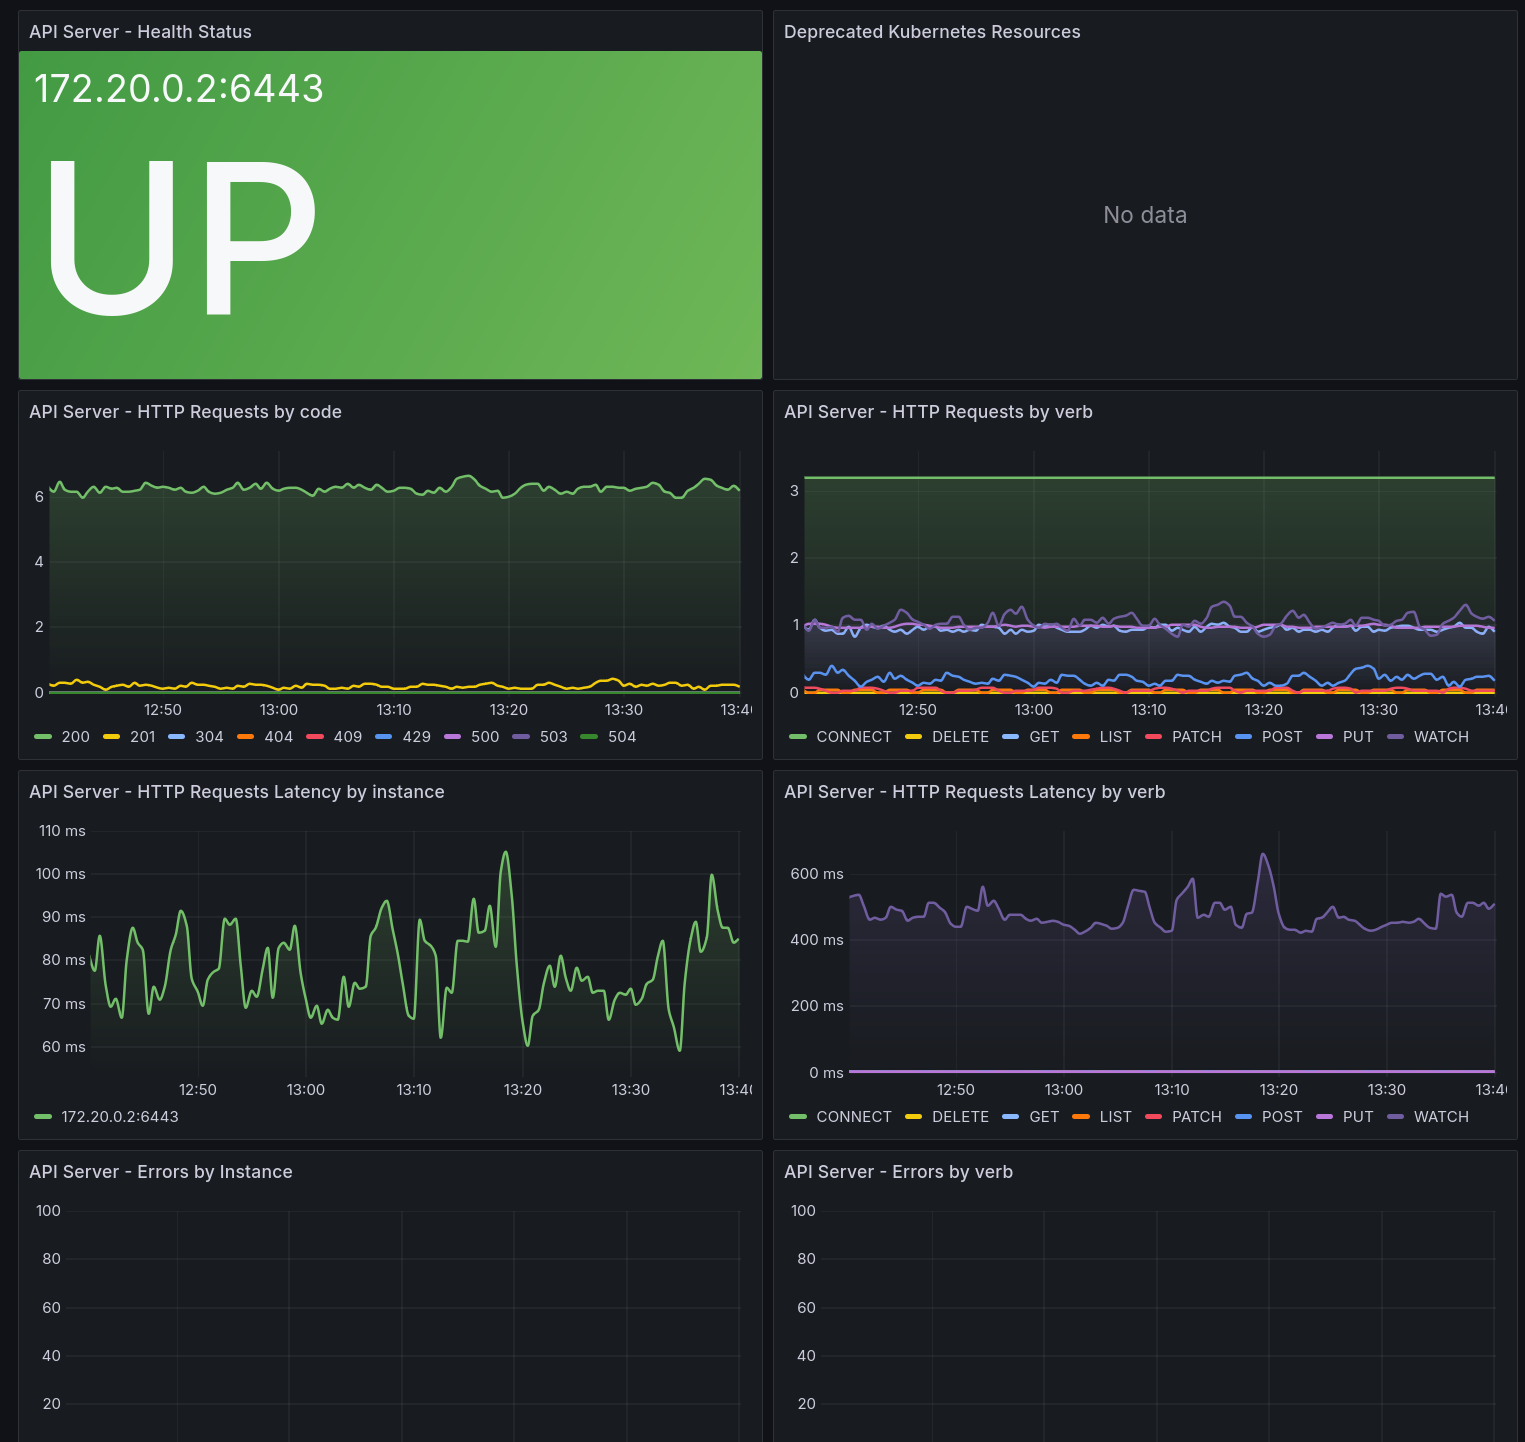 API Server - Health Status
172.20.0.2:6443
UP
Deprecated Kubernetes Resources
No data
API Server - HTTP Requests by code
6
4
2
0
12:50 13:00 13:10 13:20 13:30 13:4
200 201 304 404 409 429 500 503 504
API Server - HTTP Requests by verb
3
2
1
0
12:50 13:00 13:10 13:20 13:30 13:4
CONNECT DELETE GET LIST PATCH POST PUT WATCH
API Server - HTTP Requests Latency by instance
110 ms
100 ms
90 ms
80 ms
70 ms
60 ms
12:50 13:00 13:10 13:20 13:30 13:4
172.20.0.2:6443
API Server - HTTP Requests Latency by verb
600 ms
400 ms
200 ms
0 ms
12:50 13:00 13:10 13:20 13:30 13:4
CONNECT DELETE GET LIST PATCH POST PUT WATCH
API Server - Errors by Instance
100
80
60
40
20
API Server - Errors by verb
100
80
60
40
20